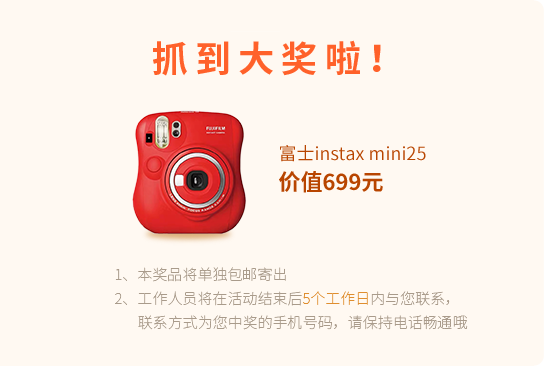 抓到大奖啦！
FUJIFILM
富士instax mini25
价值699元
1、本奖品将单独包邮寄出
2、工作人员将在活动结束后5个工作日内与您联系，
联系方式为您中奖的手机号码，请保持电话畅通哦